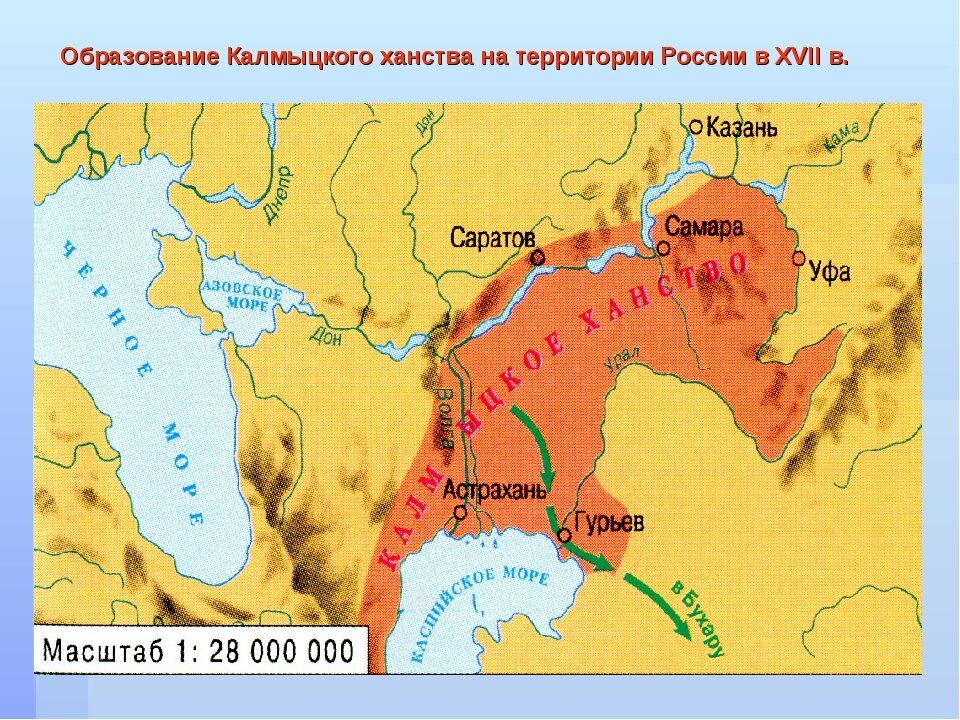 Образование Калмыцкого ханства на территории России в XVII в.
Казань
Кама
Дон
Днепр
Саратов
Самара
Уфа
ЧЕРНОЕ МОРЕ
АЗОВСКОЕ
МОРЕ
Дон
КАЛМЫЦКОЕ ХАНСТВО
Урал
Волга
Астрахань
Гурьев
КАСПИЙСКОЕ МОРЕ
в Бухару
Масштаб 1: 28 000 000